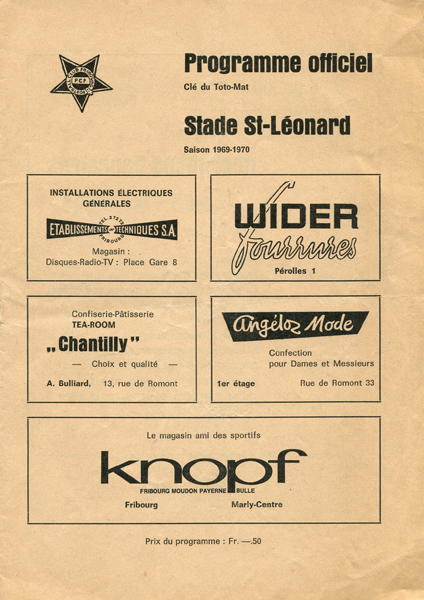 Programme officiel
Clé du Toto-Mat
F C F
Stade St-Léonard
Saison 1969-1970
INSTALLATIONS ÉLECTRIQUES
GÉNÉRALES
ETABLISSEMENTS TECHNIQUES S.A.
FRIBOURG
Magasin :
Disques-Radio-TV : Place Gare 8
WIDER
fourrures
Pérolles 1
Confiserie-Pâtisserie
TEA-ROOM
„Chantilly”
— Choix et qualité —
A. Bulliard, 13, rue de Romont
Angéloz Mode
Confection
pour Dames et Messieurs
1er étage Rue de Romont 33
Le magasin ami des sportifs
knopf
FRIBOURG MOUDON PAYERNE BULLE
Fribourg Marly-Centre
Prix du programme : Fr. —.50